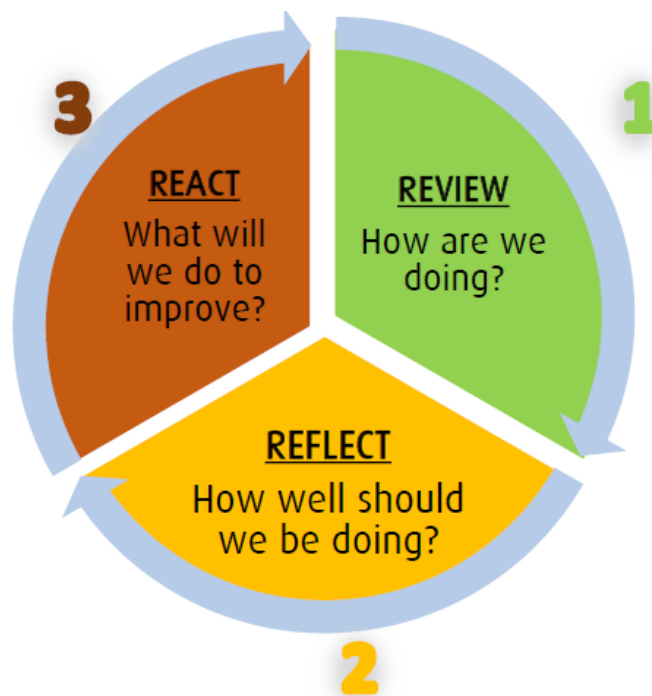 1
REVIEW
How are we
doing?
2
REFLECT
How well should
we be doing?
3
REACT
What will
we do to
improve?